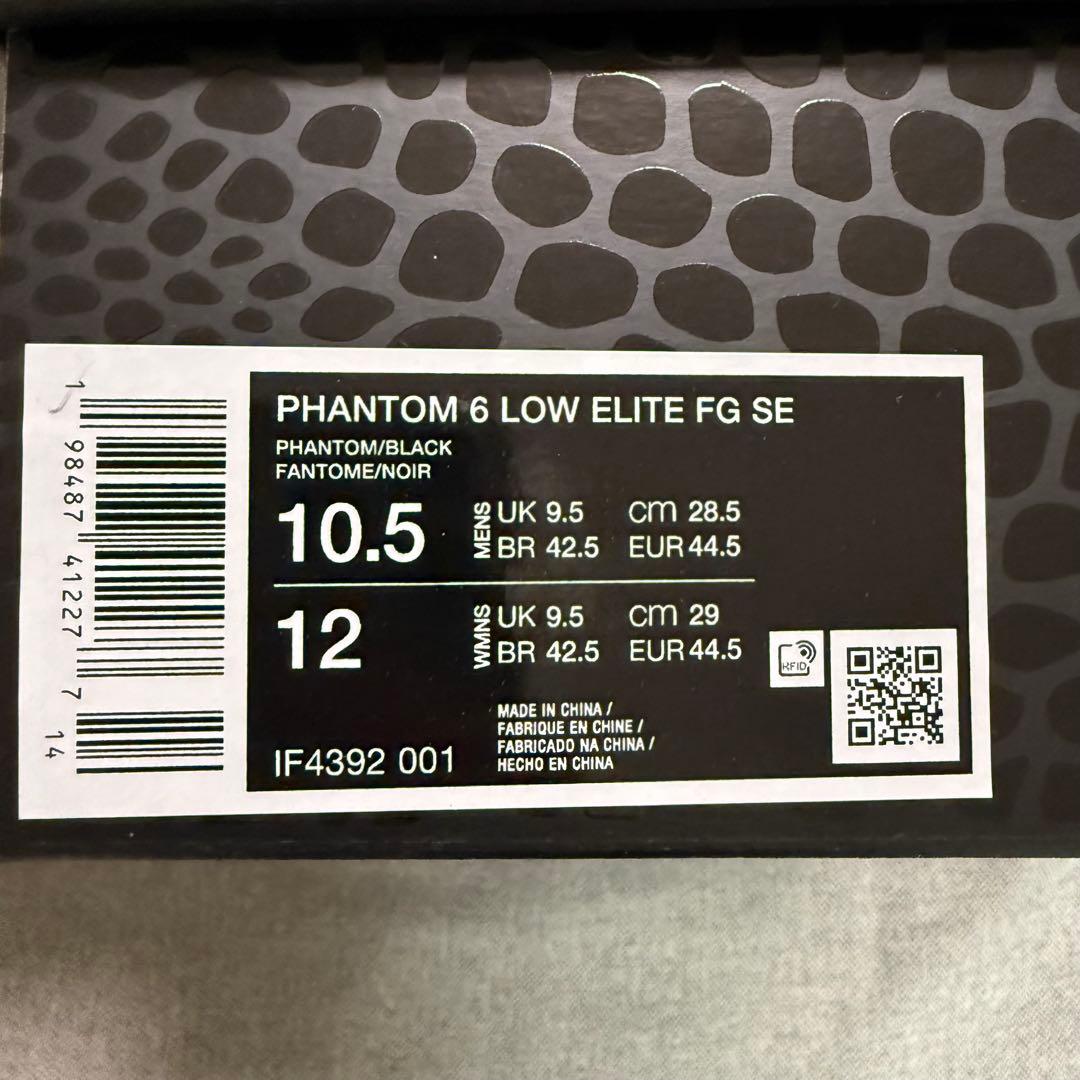 PHANTOM 6 LOW ELITE FG SE
PHANTOM/BLACK
FANTOME/NOIR
10.5 MENS UK 9.5 cm 28.5
BR 42.5 EUR 44.5
12 WMNS UK 9.5 cm 29
BR 42.5 EUR 44.5
RFID
MADE IN CHINA /
FABRIQUE EN CHINE /
FABRICADO NA CHINA /
HECHO EN CHINA
IF4392 001
1 98487 41227 7 14